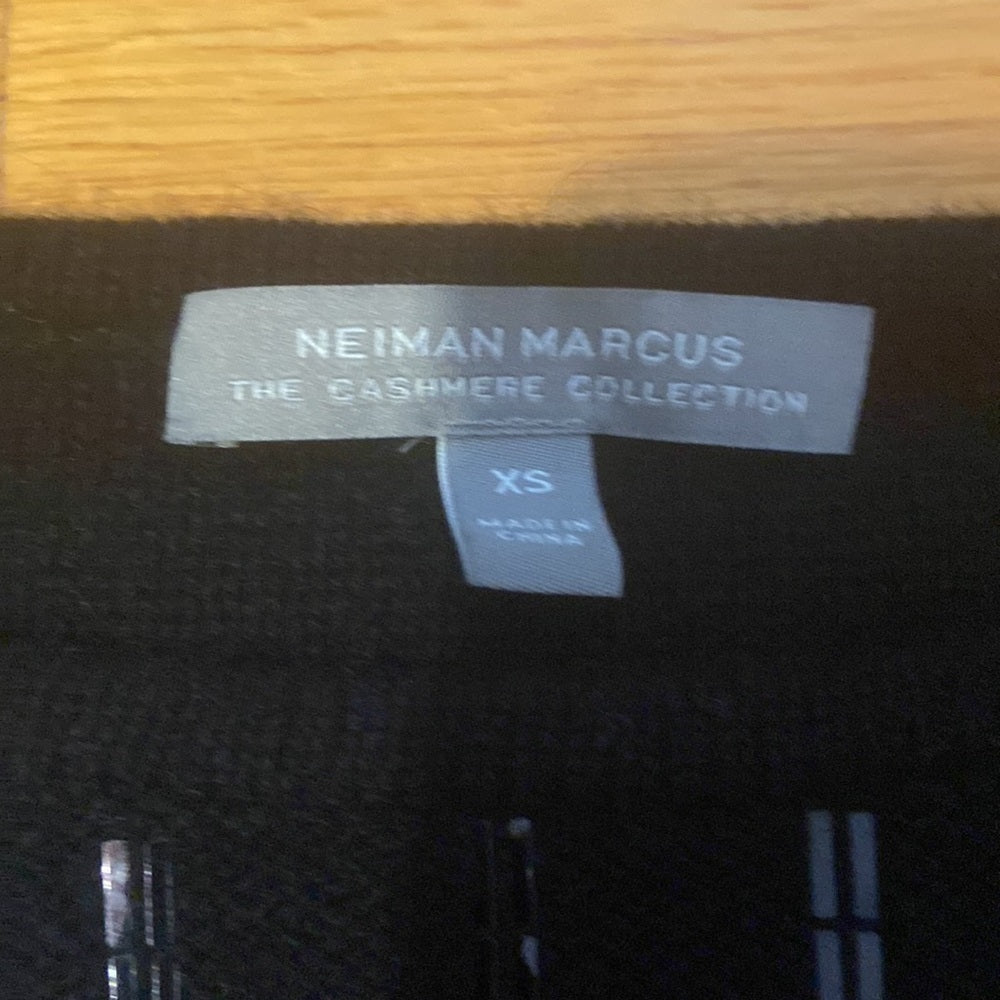 NEIMAN MARCUS
THE CASHMERE COLLECTION
XS
MADE IN
CHINA